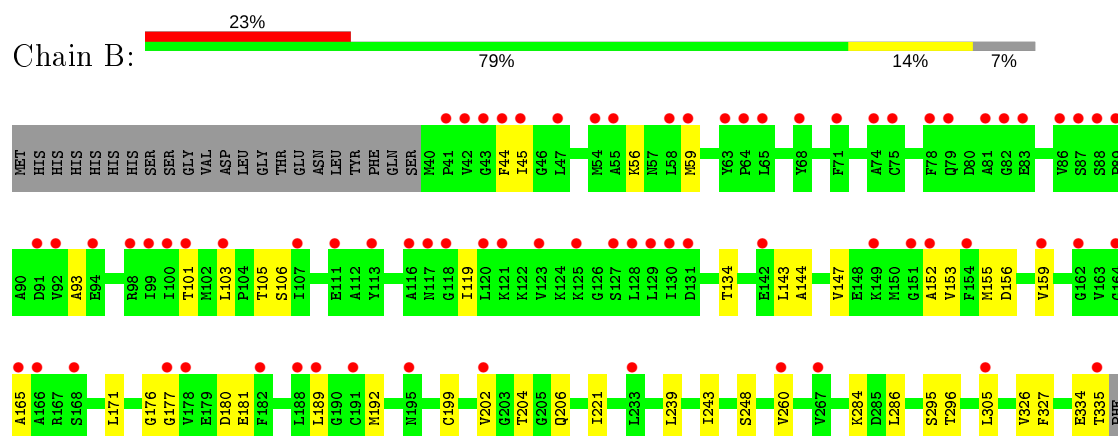 23%
Chain B:
79% 14% 7%
MET HIS HIS HIS HIS HIS HIS SER SER GLY VAL ASP LEU GLY THR GLU ASN LEU TYR PHE GLN SER M40 P41 V42 G43 F44 I45 G46 L47 M54 A55 K56 N57 L58 M59 Y63 P64 L65 Y68 F71 A74 C75 F78 Q79 D80 A81 G82 E83 V86 S87 S88
A90 D91 V92 A93 E94 R98 I99 I100 T101 M102 L103 P104 T105 S106 I107 E111 A112 Y113 A116 N117 G118 I119 L120 K121 K122 V123 K124 K125 G126 S127 L128 L129 I130 D131 T134 E142 L143 A144 V147 E148 K149 M150 G151 A152 V153 F154 M155 D156 V159 G162 V163
A165 A166 R167 S168 L171 G176 G177 V178 E179 D180 E181 F182 L188 L189 G190 C191 M192 N195 C199 V202 G203 T204 G205 Q206 I221 L233 L239 I243 S248 V260 V267 K284 D285 L286 S295 T296 L305 V326 F327 E334 T335